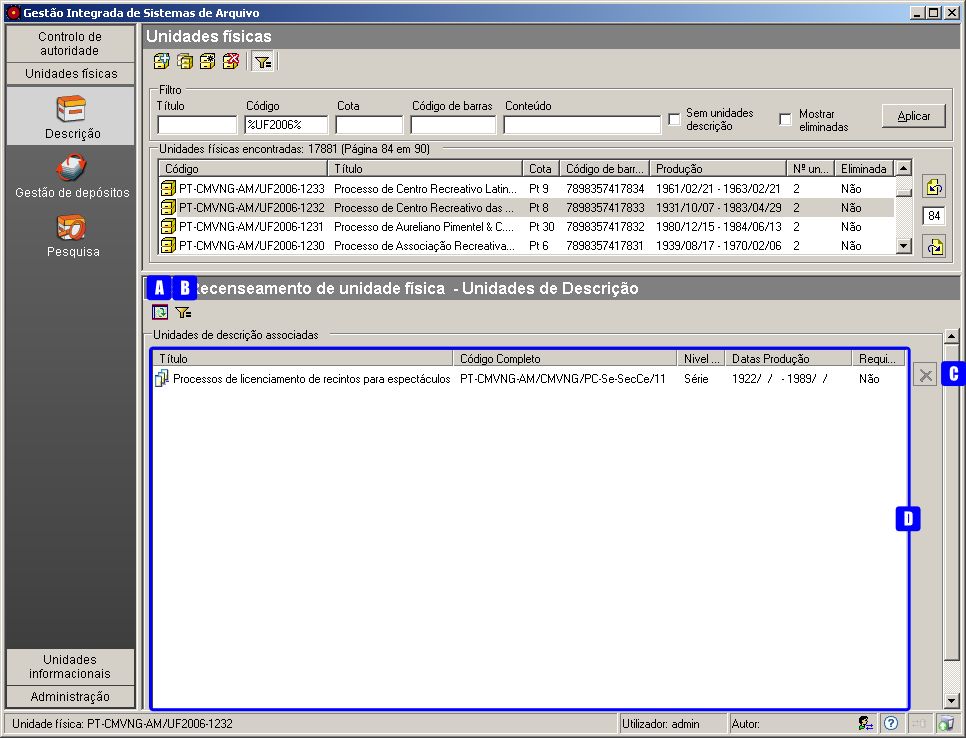 Gestão Integrada de Sistemas de Arquivo
Controlo de
autoridade
Unidades físicas
Descrição
Gestão de depósitos
Pesquisa
Unidades
informacionais
Administração
Unidades físicas
Filtro
Título Código Cota Código de barras Conteúdo
%UF2006%
Sem unidades
descrição
Mostrar
eliminadas
Aplicar
Unidades físicas encontradas: 17881 (Página 84 em 90)
Código Título Cota Código de barr... Produção Nº un... Eliminada
PT-CMVNG-AM/UF2006-1233 Processo de Centro Recreativo Latin... Pt 9 7898357417834 1961/02/21 - 1963/02/21 2 Não
PT-CMVNG-AM/UF2006-1232 Processo de Centro Recreativo das ... Pt 8 7898357417833 1931/10/07 - 1983/04/29 2 Não
PT-CMVNG-AM/UF2006-1231 Processo de Aureliano Pimentel & C.... Pt 30 7898357417832 1980/12/15 - 1984/06/13 2 Não
PT-CMVNG-AM/UF2006-1230 Processo de Associação Recreativa... Pt 6 7898357417831 1939/08/17 - 1970/02/06 2 Não
84
A B ecenseamento de unidade física - Unidades de Descrição
Unidades de descrição associadas
Título Código Completo Nivel ... Datas Produção Requi...
Processos de licenciamento de recintos para espectáculos PT-CMVNG-AM/CMVNG/PC-Se-SecCe/11 Série 1922/ / - 1989/ / Não
C
D
Unidade física: PT-CMVNG-AM/UF2006-1232 Utilizador: admin Autor: